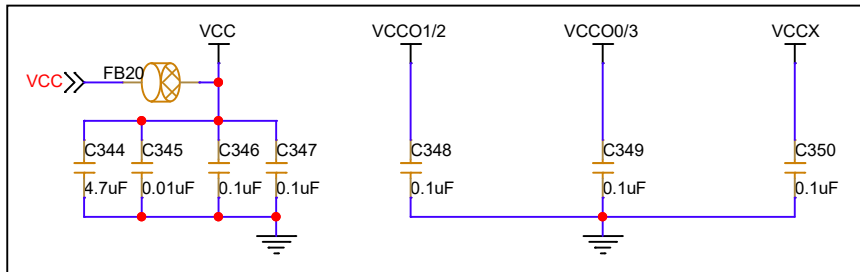 VCC VCCO1/2 VCCO0/3 VCCX
VCC FB20
C344 C345 C346 C347 C348 C349 C350
4.7uF 0.01uF 0.1uF 0.1uF 0.1uF 0.1uF 0.1uF